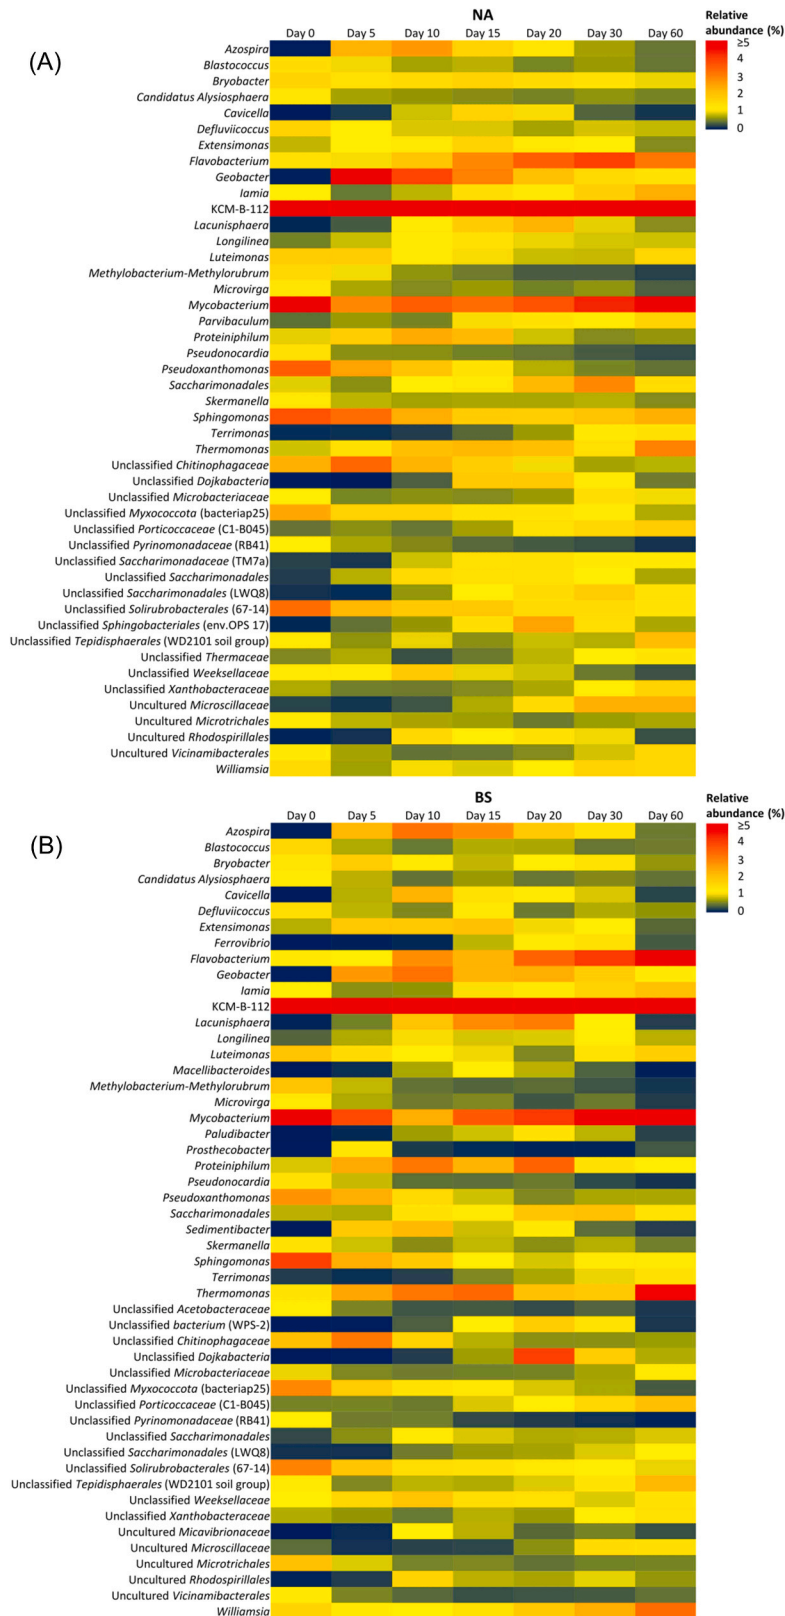 NA
Relative
abundance (%)
(A)
Day 0 Day 5 Day 10 Day 15 Day 20 Day 30 Day 60
≥5
4
3
2
1
0
Azospira
Blastococcus
Bryobacter
Candidatus Alysiosphaera
Cavicella
Defluviicoccus
Extensimonas
Flavobacterium
Geobacter
Iamia
KCM-B-112
Lacunisphaera
Longilinea
Luteimonas
Methylobacterium-Methylorubrum
Microvirga
Mycobacterium
Parvibaculum
Proteiniphilum
Pseudonocardia
Pseudoxanthomonas
Saccharimonadales
Skermanella
Sphingomonas
Terrimonas
Thermomonas
Unclassified Chitinophagaceae
Unclassified Dojkabacteria
Unclassified Microbacteriaceae
Unclassified Myxococcota (bacteriap25)
Unclassified Porticoccaceae (C1-B045)
Unclassified Pyrinomonadaceae (RB41)
Unclassified Saccharimonadaceae (TM7a)
Unclassified Saccharimonadales
Unclassified Saccharimonadales (LWQ8)
Unclassified Solirubrobacterales (67-14)
Unclassified Sphingobacteriales (env.OPS 17)
Unclassified Tepidisphaerales (WD2101 soil group)
Unclassified Thermaceae
Unclassified Weeksellaceae
Unclassified Xanthobacteraceae
Uncultured Microscillaceae
Uncultured Microtrichales
Uncultured Rhodospirillales
Uncultured Vicinamibacterales
Williamsia
BS
Relative
abundance (%)
(B)
Day 0 Day 5 Day 10 Day 15 Day 20 Day 30 Day 60
≥5
4
3
2
1
0
Azospira
Blastococcus
Bryobacter
Candidatus Alysiosphaera
Cavicella
Defluviicoccus
Extensimonas
Ferrovibrio
Flavobacterium
Geobacter
Iamia
KCM-B-112
Lacunisphaera
Longilinea
Luteimonas
Macellibacteroides
Methylobacterium-Methylorubrum
Microvirga
Mycobacterium
Paludibacter
Prosthecobacter
Proteiniphilum
Pseudonocardia
Pseudoxanthomonas
Saccharimonadales
Sedimentibacter
Skermanella
Sphingomonas
Terrimonas
Thermomonas
Unclassified Acetobacteraceae
Unclassified bacterium (WPS-2)
Unclassified Chitinophagaceae
Unclassified Dojkabacteria
Unclassified Microbacteriaceae
Unclassified Myxococcota (bacteriap25)
Unclassified Porticoccaceae (C1-B045)
Unclassified Pyrinomonadaceae (RB41)
Unclassified Saccharimonadales
Unclassified Saccharimonadales (LWQ8)
Unclassified Solirubrobacterales (67-14)
Unclassified Tepidisphaerales (WD2101 soil group)
Unclassified Weeksellaceae
Unclassified Xanthobacteraceae
Uncultured Micavibrionaceae
Uncultured Microscillaceae
Uncultured Microtrichales
Uncultured Rhodospirillales
Uncultured Vicinamibacterales
Williamsia